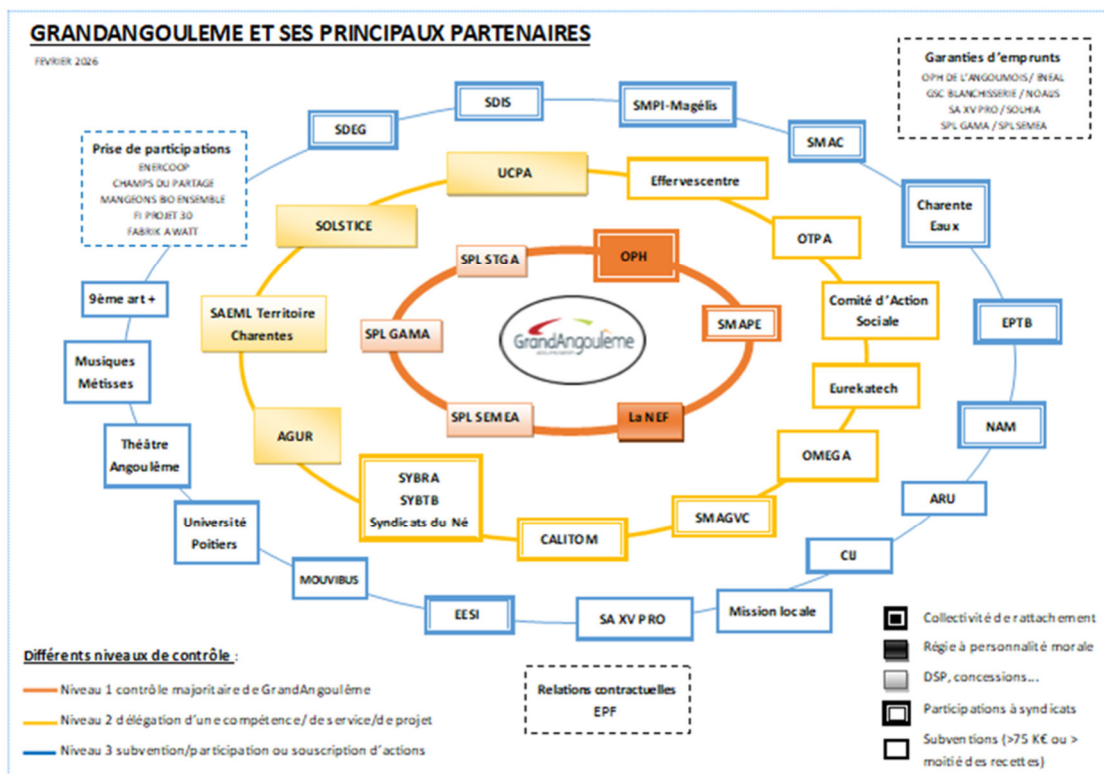 GRANDANGOULEME ET SES PRINCIPAUX PARTENAIRES
FEVRIER 2026
Garanties d'emprunts
OPH DE L'ANGOUMOIS / ENEAL
GSC BLANCHISSERIE / NOALIS
SA XV PRO / SOLHIA
SPL GAMA / SPL SEMEA
Prise de participations
ENERCOOP
CHAMPS DU PARTAGE
MANGEONS BIO ENSEMBLE
FI PROJET 30
FABRIK A WATT
SDEG
SDIS
SMPI-Magélis
SMAC
Charente
Eaux
EPTB
NAM
ARU
CIJ
Mission locale
SA XV PRO
EESI
MOUVIBUS
Université
Poitiers
Théâtre
Angoulême
Musiques
Métisses
9ème art +
UCPA
Effervescentre
OTPA
Comité d'Action
Sociale
Eurekatech
OMEGA
SMAGVC
CALITOM
SYBRA
SYBTB
Syndicats du Né
AGUR
SAEML Territoire
Charentes
SOLSTICE
SPL STGA
OPH
SMAPE
La NEF
SPL SEMEA
SPL GAMA
GrandAngoulême
Différents niveaux de contrôle :
Niveau 1 contrôle majoritaire de GrandAngoulême
Niveau 2 délégation d'une compétence/ de service/de projet
Niveau 3 subvention/participation ou souscription d'actions
Relations contractuelles
EPF
Collectivité de rattachement
Régie à personnalité morale
DSP, concessions...
Participations à syndicats
Subventions (>75 K€ ou >
moitié des recettes)